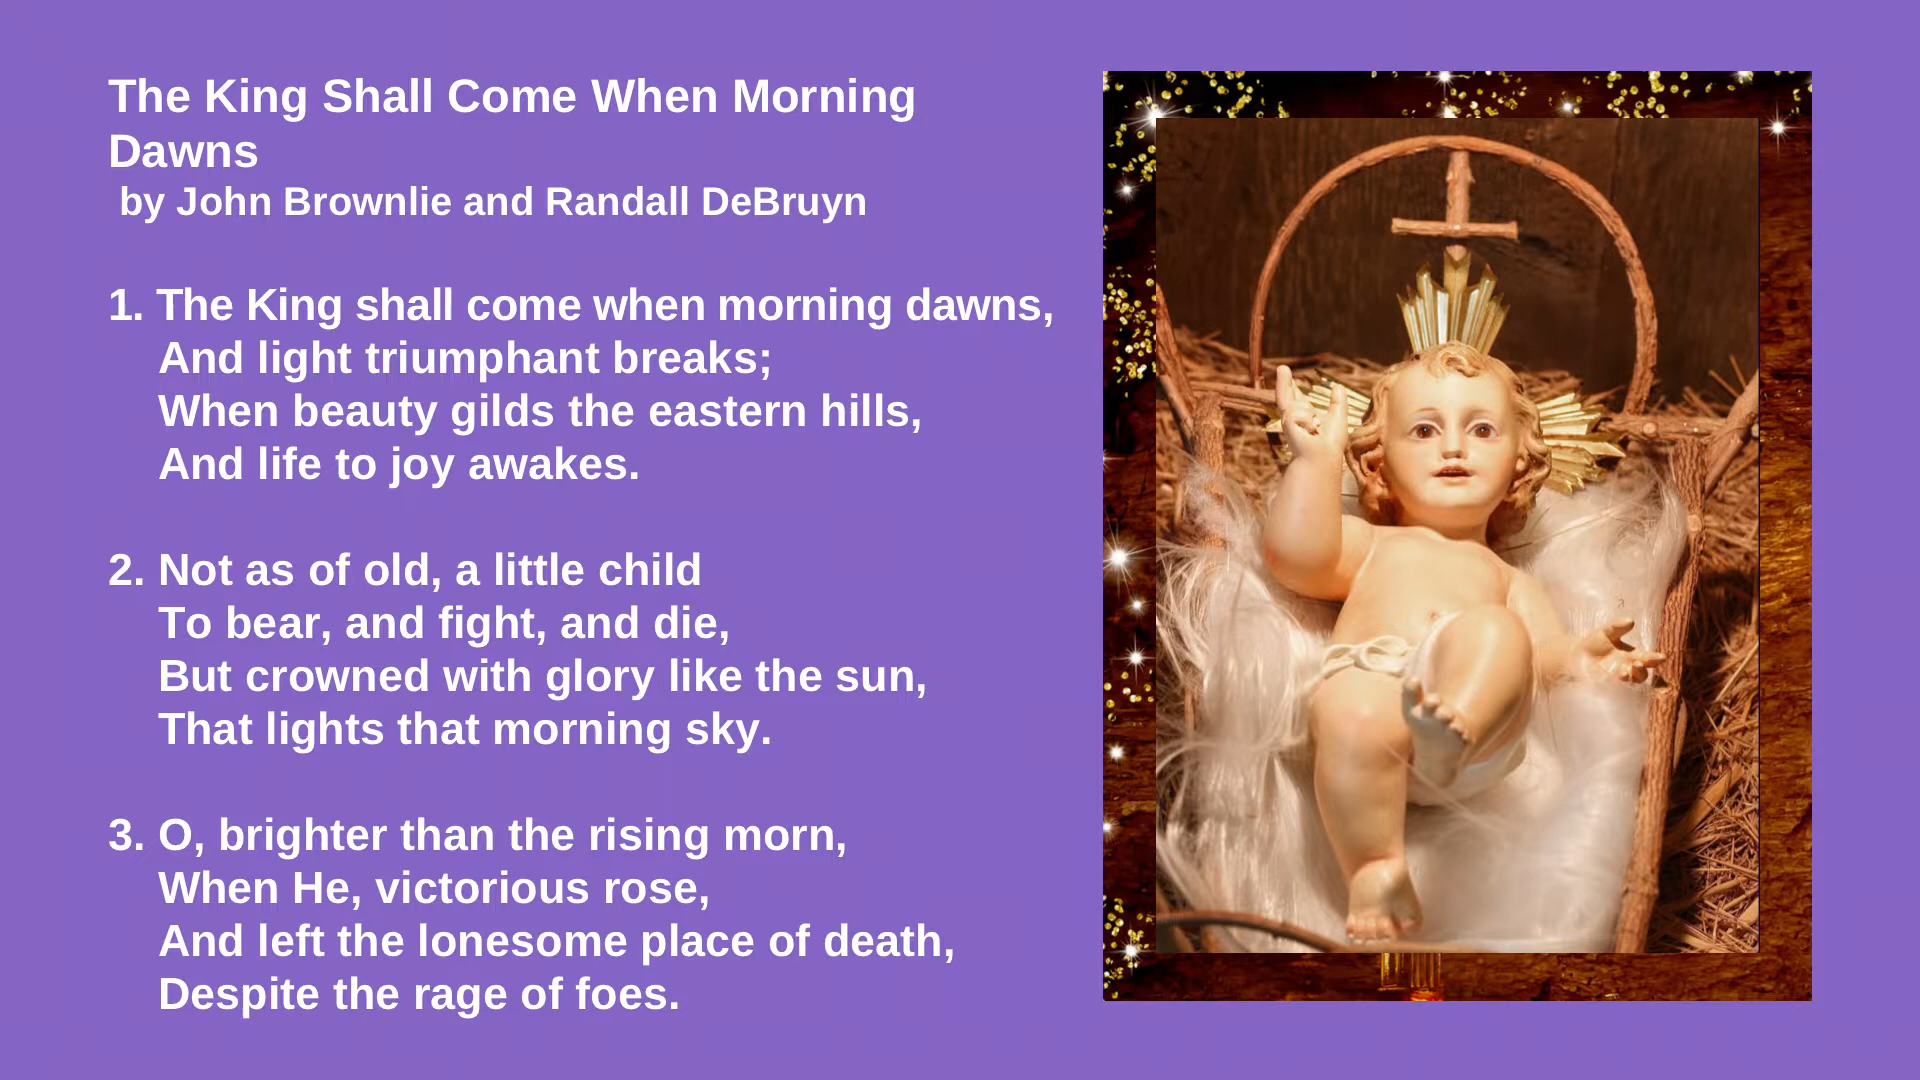 The King Shall Come When Morning
Dawns
by John Brownlie and Randall DeBruyn
1. The King shall come when morning dawns,
And light triumphant breaks;
When beauty gilds the eastern hills,
And life to joy awakes.
2. Not as of old, a little child
To bear, and fight, and die,
But crowned with glory like the sun,
That lights that morning sky.
3. O, brighter than the rising morn,
When He, victorious rose,
And left the lonesome place of death,
Despite the rage of foes.